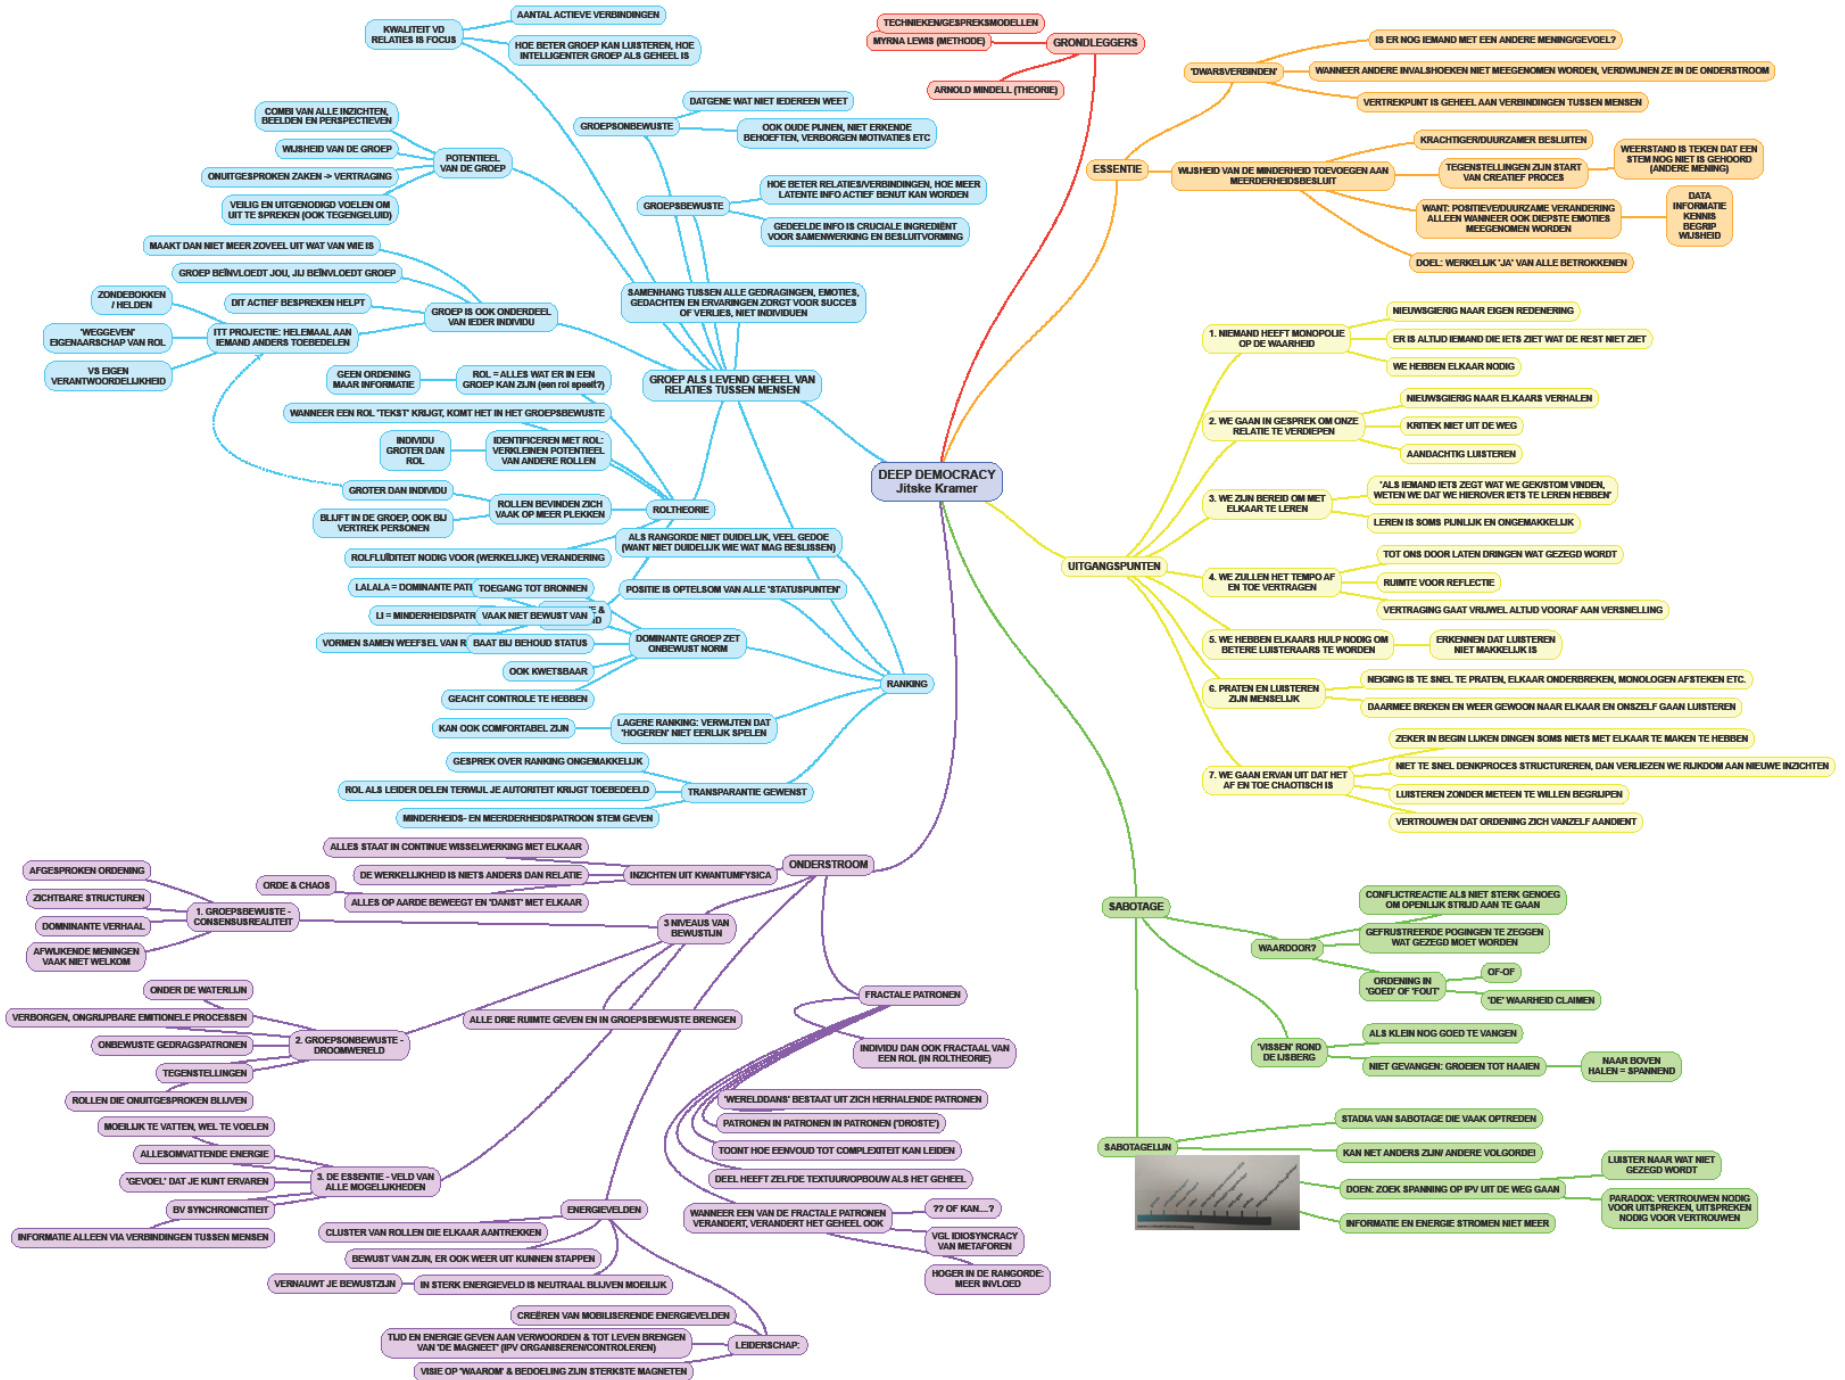 DEEP DEMOCRACY
Jitske Kramer
GRONDLEGGERS
TECHNIEKEN/GESPREKSMODELLEN
MYRNA LEWIS (METHODE)
ARNOLD MINDELL (THEORIE)
ESSENTIE
'DWARSVERBINDEN'
IS ER NOG IEMAND MET EEN ANDERE MENING/GEVOEL?
WANNEER ANDERE INVALSHOEKEN NIET MEEGENOMEN WORDEN, VERDWIJNEN ZE IN DE ONDERSTROOM
VERTREKPUNT IS GEHEEL AAN VERBINDINGEN TUSSEN MENSEN
WIJSHEID VAN DE MINDERHEID TOEVOEGEN AAN
MEERDERHEIDSBESLUIT
KRACHTIGER/DUURZAMER BESLUITEN
TEGENSTELLINGEN ZIJN START
VAN CREATIEF PROCES
WEERSTAND IS TEKEN DAT EEN
STEM NOG NIET IS GEHOORD
(ANDERE MENING)
WANT: POSITIEVE/DUURZAME VERANDERING
ALLEEN WANNEER OOK DIEPSTE EMOTIES
MEEGENOMEN WORDEN
DATA
INFORMATIE
KENNIS
BEGRIP
WIJSHEID
DOEL: WERKELIJK 'JA' VAN ALLE BETROKKENEN
UITGANGSPUNTEN
1. NIEMAND HEEFT MONOPOLIE
OP DE WAARHEID
NIEUWSGIERIG NAAR EIGEN REDENERING
ER IS ALTIJD IEMAND DIE IETS ZIET WAT DE REST NIET ZIET
WE HEBBEN ELKAAR NODIG
2. WE GAAN IN GESPREK OM ONZE
RELATIE TE VERDIEPEN
NIEUWSGIERIG NAAR ELKAARS VERHALEN
KRITIEK NIET UIT DE WEG
AANDACHTIG LUISTEREN
3. WE ZIJN BEREID OM MET
ELKAAR TE LEREN
"ALS IEMAND IETS ZEGT WAT WE GEK/STOM VINDEN,
WETEN WE DAT WE HIEROVER IETS TE LEREN HEBBEN"
LEREN IS SOMS PIJNLIJK EN ONGEMAKKELIJK
4. WE ZULLEN HET TEMPO AF
EN TOE VERTRAGEN
TOT ONS DOOR LATEN DRINGEN WAT GEZEGD WORDT
RUIMTE VOOR REFLECTIE
VERTRAGING GAAT VRIJWEL ALTIJD VOORAF AAN VERSNELLING
5. WE HEBBEN ELKAARS HULP NODIG OM
BETERE LUISTERAARS TE WORDEN
ERKENNEN DAT LUISTEREN
NIET MAKKELIJK IS
6. PRATEN EN LUISTEREN
ZIJN MENSELIJK
NEIGING IS TE SNEL TE PRATEN, ELKAAR ONDERBREKEN, MONOLOGEN AFSTEKEN ETC.
DAARMEE BREKEN EN WEER GEWOON NAAR ELKAAR EN ONSZELF GAAN LUISTEREN
7. WE GAAN ERVAN UIT DAT HET
AF EN TOE CHAOTISCH IS
ZEKER IN BEGIN LIJKEN DINGEN SOMS NIETS MET ELKAAR TE MAKEN TE HEBBEN
NIET TE SNEL DENKPROCES STRUCTUREREN, DAN VERLIEZEN WE RIJKDOM AAN NIEUWE INZICHTEN
LUISTEREN ZONDER METEEN TE WILLEN BEGRIJPEN
VERTROUWEN DAT ORDENING ZICH VANZELF AANDIENT
SABOTAGE
WAARDOOR?
CONFLICTREACTIE ALS NIET STERK GENOEG
OM OPENLIJK STRIJD AAN TE GAAN
GEFRUSTREERDE POGINGEN TE ZEGGEN
WAT GEZEGD MOET WORDEN
ORDENING IN
'GOED' OF 'FOUT'
OF-OF
'DE' WAARHEID CLAIMEN
'VISSEN' ROND
DE IJSBERG
ALS KLEIN NOG GOED TE VANGEN
NIET GEVANGEN: GROEIEN TOT HAAIEN
NAAR BOVEN
HALEN = SPANNEND
SABOTAGELIJN
STADIA VAN SABOTAGE DIE VAAK OPTREDEN
KAN NET ANDERS ZIJN/ ANDERE VOLGORDE!
DOEN: ZOEK SPANNING OP IPV UIT DE WEG GAAN
LUISTER NAAR WAT NIET
GEZEGD WORDT
PARADOX: VERTROUWEN NODIG
VOOR UITSPREKEN, UITSPREKEN
NODIG VOOR VERTROUWEN
INFORMATIE EN ENERGIE STROMEN NIET MEER
GROEP ALS LEVEND GEHEEL VAN
RELATIES TUSSEN MENSEN
KWALITEIT VD
RELATIES IS FOCUS
AANTAL ACTIEVE VERBINDINGEN
HOE BETER GROEP KAN LUISTEREN, HOE
INTELLIGENTER GROEP ALS GEHEEL IS
GROEPSONBEWUSTE
DATGENE WAT NIET IEDEREEN WEET
OOK OUDE PIJNEN, NIET ERKENDE
BEHOEFTEN, VERBORGEN MOTIVATIES ETC
GROEPSBEWUSTE
HOE BETER RELATIES/VERBINDINGEN, HOE MEER
LATENTE INFO ACTIEF BENUT KAN WORDEN
GEDEELDE INFO IS CRUCIALE INGREDIËNT
VOOR SAMENWERKING EN BESLUITVORMING
SAMENHANG TUSSEN ALLE GEDRAGINGEN, EMOTIES,
GEDACHTEN EN ERVARINGEN ZORGT VOOR SUCCES
OF VERLIES, NIET INDIVIDUEN
POTENTIEEL
VAN DE GROEP
COMBI VAN ALLE INZICHTEN,
BEELDEN EN PERSPECTIEVEN
WIJSHEID VAN DE GROEP
ONUITGESPROKEN ZAKEN -> VERTRAGING
VEILIG EN UITGENODIGD VOELEN OM
UIT TE SPREKEN (OOK TEGENGELUID)
GROEP IS OOK ONDERDEEL
VAN IEDER INDIVIDU
MAAKT DAN NIET MEER ZOVEEL UIT WAT VAN WIE IS
GROEP BEÏNVLOEDT JOU, JIJ BEÏNVLOEDT GROEP
DIT ACTIEF BESPREKEN HELPT
ITT PROJECTIE: HELEMAAL AAN
IEMAND ANDERS TOEBEDELEN
ZONDEBOKKEN
/ HELDEN
'WEGGEVEN'
EIGENAARSCHAP VAN ROL
VS EIGEN
VERANTWOORDELIJKHEID
ROLTHEORIE
ROL = ALLES WAT ER IN EEN
GROEP KAN ZIJN (een rol speelt?)
GEEN ORDENING
MAAR INFORMATIE
WANNEER EEN ROL 'TEKST' KRIJGT, KOMT HET IN HET GROEPSBEWUSTE
IDENTIFICEREN MET ROL:
VERKLEINEN POTENTIEEL
VAN ANDERE ROLLEN
INDIVIDU
GROTER DAN
ROL
ROLLEN BEVINDEN ZICH
VAAK OP MEER PLEKKEN
GROTER DAN INDIVIDU
BLIJFT IN DE GROEP, OOK BIJ
VERTREK PERSONEN
ROLFLUÏDITEIT NODIG VOOR (WERKELIJKE) VERANDERING
LALALA = DOMINANTE
LI =
VORMEN SAMEN WEEFSEL VAN
RANKING
ALS RANGORDE NIET DUIDELIJK, VEEL GEDOE
(WANT NIET DUIDELIJK WIE WAT MAG BESLISSEN)
POSITIE IS OPTELSOM VAN ALLE 'STATUSPUNTEN'
DOMINANTE GROEP ZET
ONBEWUST NORM
TOEGANG TOT BRONNEN
VAAK NIET BEWUST VAN
BAAT BIJ BEHOUD STATUS
OOK KWETSBAAR
GEACHT CONTROLE TE HEBBEN
LAGERE RANKING: VERWIJTEN DAT
'HOGEREN' NIET EERLIJK SPELEN
KAN OOK COMFORTABEL ZIJN
TRANSPARANTIE GEWENST
GESPREK OVER RANKING ONGEMAKKELIJK
ROL ALS LEIDER DELEN TERWIJL JE AUTORITEIT KRIJGT TOEBEDEELD
MINDERHEIDS- EN MEERDERHEIDSPATROON STEM GEVEN
ONDERSTROOM
INZICHTEN UIT KWANTUMFYSICA
ALLES STAAT IN CONTINUE WISSELWERKING MET ELKAAR
DE WERKELIJKHEID IS NIETS ANDERS DAN RELATIE
ALLES OP AARDE BEWEEGT EN 'DANST' MET ELKAAR
ORDE & CHAOS
3 NIVEAUS VAN
BEWUSTIJN
1. GROEPSBEWUSTE -
CONSENSUSREALITEIT
AFGESPROKEN ORDENING
ZICHTBARE STRUCTUREN
DOMNINANTE VERHAAL
AFWIJKENDE MENINGEN
VAAK NIET WELKOM
2. GROEPSONBEWUSTE -
DROOMWERELD
ONDER DE WATERLIJN
VERBORGEN, ONGRIJPBARE EMITIONELE PROCESSEN
ONBEWUSTE GEDRAGSPATRONEN
TEGENSTELLINGEN
ROLLEN DIE ONUITGESPROKEN BLIJVEN
3. DE ESSENTIE - VELD VAN
ALLE MOGELIJKHEDEN
MOEILIJK TE VATTEN, WEL TE VOELEN
ALLESOMVATTENDE ENERGIE
'GEVOEL' DAT JE KUNT ERVAREN
BV SYNCHRONICITIEIT
INFORMATIE ALLEEN VIA VERBINDINGEN TUSSEN MENSEN
ALLE DRIE RUIMTE GEVEN EN IN GROEPSBEWUSTE BRENGEN
FRACTALE PATRONEN
INDIVIDU DAN OOK FRACTAAL VAN
EEN ROL (IN ROLTHEORIE)
'WERELDDANS' BESTAAT UIT ZICH HERHALENDE PATRONEN
PATRONEN IN PATRONEN IN PATRONEN ('DROSTE')
TOONT HOE EENVOUD TOT COMPLEXITEIT KAN LEIDEN
DEEL HEEFT ZELFDE TEXTUUR/OPBOUW ALS HET GEHEEL
WANNEER EEN VAN DE FRACTALE PATRONEN
VERANDERT, VERANDERT HET GEHEEL OOK
?? OF KAN....?
VGL IDIOSYNCRACY
VAN METAFOREN
HOGER IN DE RANGORDE:
MEER INVLOED
ENERGIEVELDEN
CLUSTER VAN ROLLEN DIE ELKAAR AANTREKKEN
BEWUST VAN ZIJN, ER OOK WEER UIT KUNNEN STAPPEN
IN STERK ENERGIEVELD IS NEUTRAAL BLIJVEN MOEILIJK
VERNAUWT JE BEWUSTZIJN
LEIDERSCHAP:
CREËREN VAN MOBILISERENDE ENERGIEVELDEN
TIJD EN ENERGIE GEVEN AAN VERWOORDEN & TOT LEVEN BRENGEN
VAN 'DE MAGNEET' (IPV ORGANISEREN/CONTROLEREN)
VISIE OP 'WAAROM' & BEDOELING ZIJN STERKSTE MAGNETEN